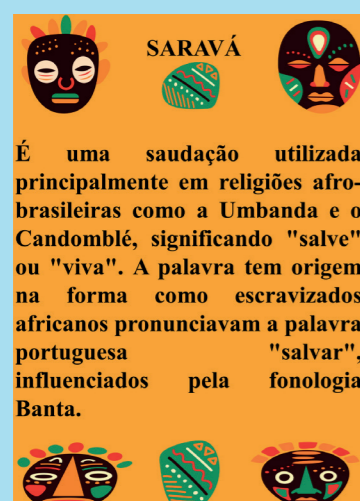 SARAVÁ
É uma saudação utilizada
principalmente em religiões afro-
brasileiras como a Umbanda e o
Candomblé, significando "salve"
ou "viva". A palavra tem origem
na forma como escravizados
africanos pronunciavam a palavra
portuguesa "salvar",
influenciados pela fonologia
Banta.